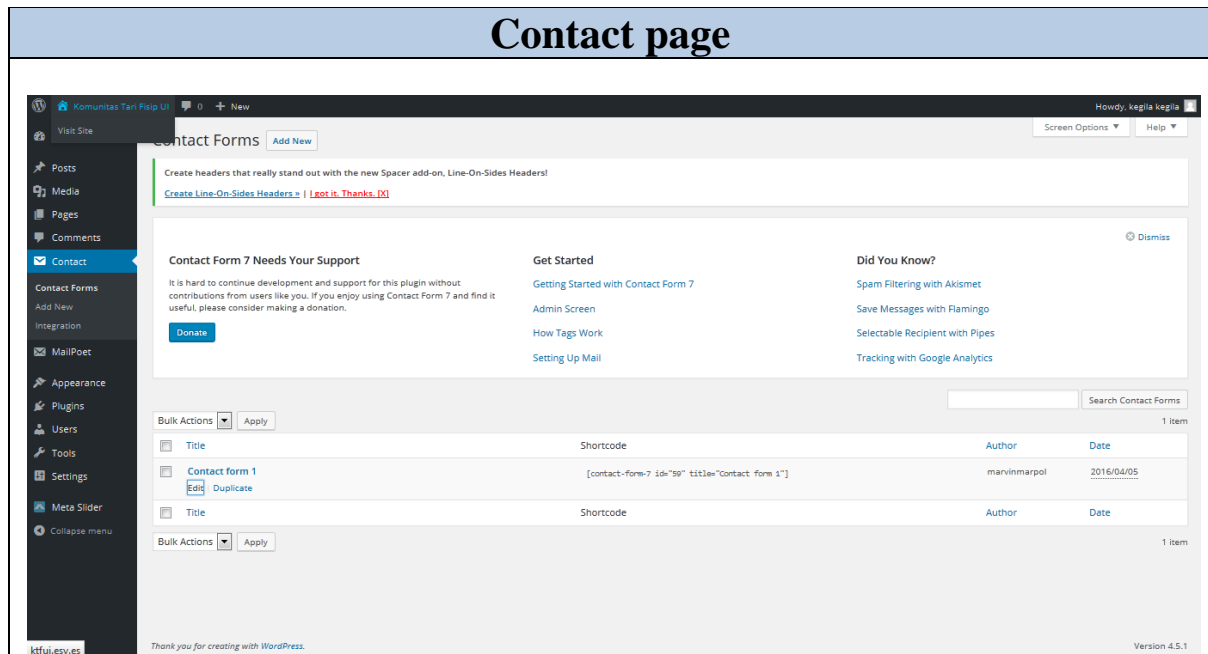 Contact page
Komunitas Tari Fisip UI 0 + New Howdy, kegila kegila
Visit Site
Screen Options ▼ Help ▼
Contact Forms Add New
Posts
Media
Pages
Comments
Contact
Contact Forms
Add New
Integration
MailPoet
Appearance
Plugins
Users
Tools
Settings
Meta Slider
Collapse menu
Create headers that really stand out with the new Spacer add-on, Line-On-Sides Headers!
Create Line-On-Sides Headers » | I got it. Thanks. [X]
Dismiss
Contact Form 7 Needs Your Support
It is hard to continue development and support for this plugin without
contributions from users like you. If you enjoy using Contact Form 7 and find it
useful, please consider making a donation.
Donate
Get Started
Getting Started with Contact Form 7
Admin Screen
How Tags Work
Setting Up Mail
Did You Know?
Spam Filtering with Akismet
Save Messages with Flamingo
Selectable Recipient with Pipes
Tracking with Google Analytics
Search Contact Forms
Bulk Actions Apply 1 item
Title Shortcode Author Date
Contact form 1 [contact-form-7 id="59" title="Contact form 1"] marvinmarpol 2016/04/05
Edit | Duplicate
Title Shortcode Author Date
Bulk Actions Apply 1 item
ktfui.esy.es
Thank you for creating with WordPress. Version 4.5.1